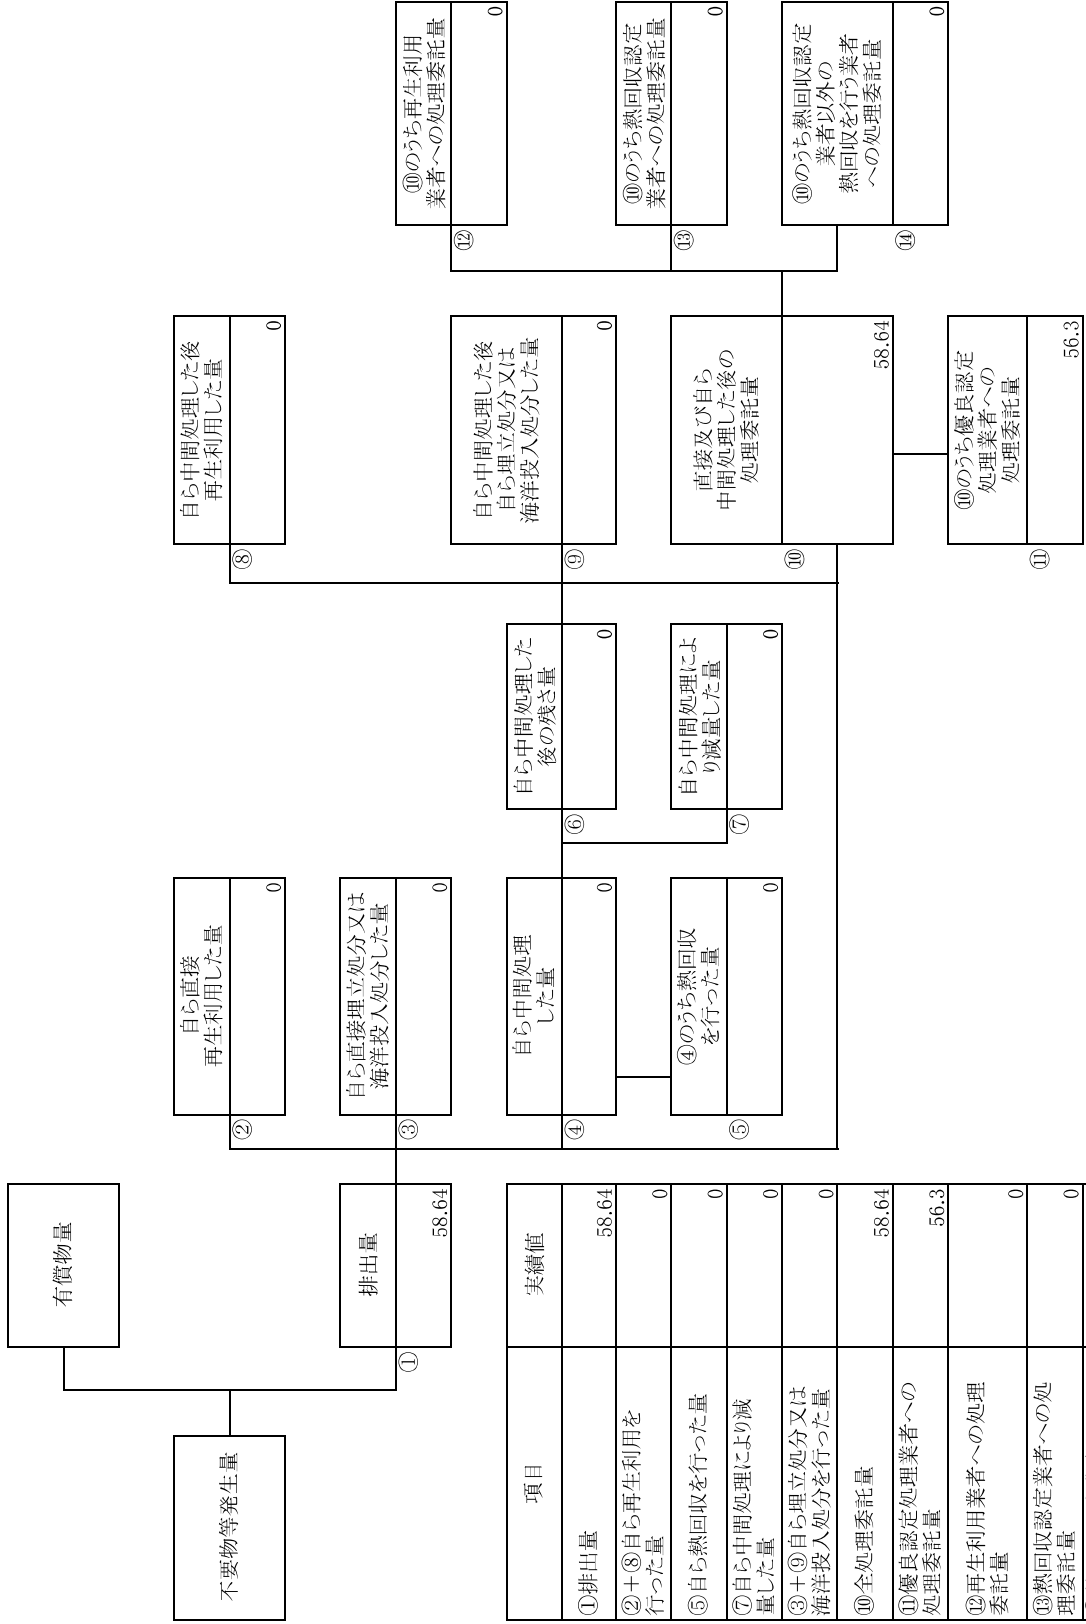 不要物等発生量
有償物量
排出量
①
58.64
自ら直接
再生利用した量
②
0
自ら直接埋立処分又は
海洋投入処分した量
③
0
自ら中間処理
した量
④
0
④のうち熱回収
を行った量
⑤
0
自ら中間処理した
後の残さ量
⑥
0
自ら中間処理によ
り減量した量
⑦
0
自ら中間処理した後
再生利用した量
⑧
0
自ら中間処理した後
自ら埋立処分又は
海洋投入処分した量
⑨
0
直接及び自ら
中間処理した後の
処理委託量
⑩
58.64
⑩のうち優良認定
処理業者への
処理委託量
⑪
56.3
⑩のうち再生利用
業者への処理委託量
⑫
0
⑩のうち熱回収認定
業者への処理委託量
⑬
0
⑩のうち熱回収認定
業者以外の
熱回収を行う業者
への処理委託量
⑭
0
項目 実績値
①排出量 58.64
②+⑧自ら再生利用を
行った量 0
⑤自ら熱回収を行った量 0
⑦自ら中間処理により減
量した量 0
③+⑨自ら埋立処分又は
海洋投入処分を行った量 0
⑩全処理委託量 58.64
⑪優良認定処理業者への
処理委託量 56.3
⑫再生利用業者への処理
委託量 0
⑬熱回収認定業者への処
理委託量 0